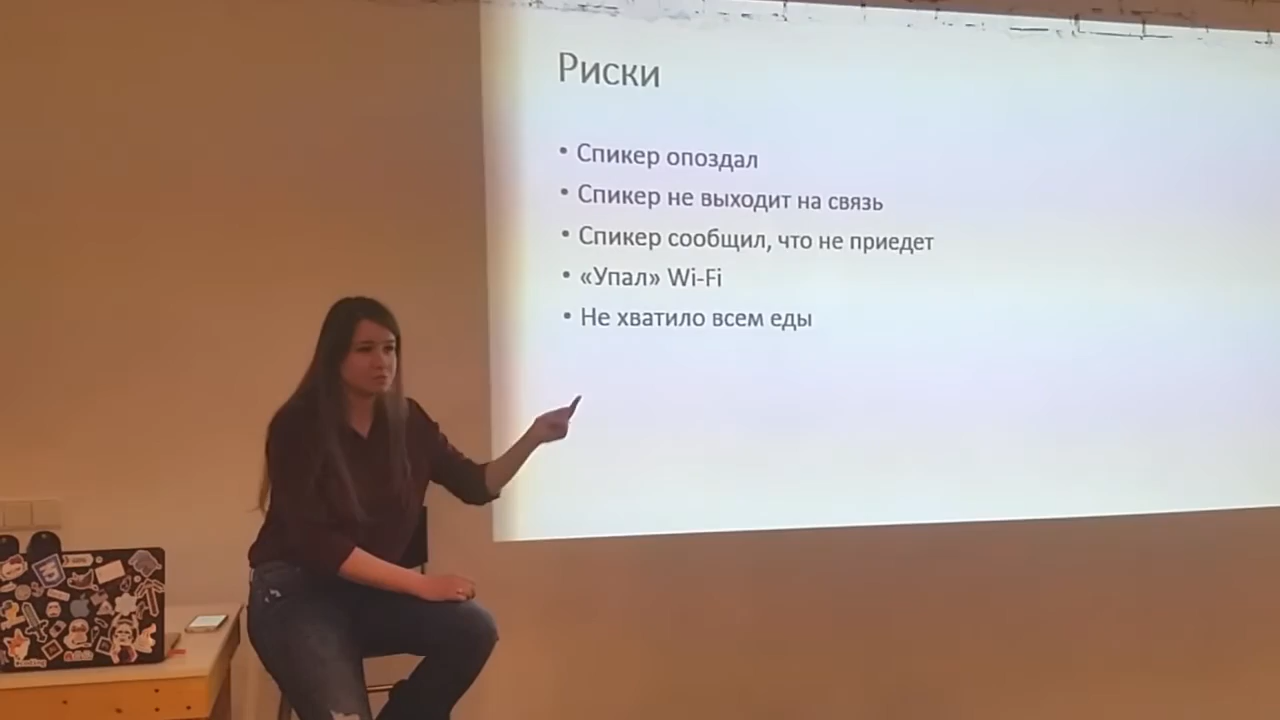 Риски
• Спикер опоздал
• Спикер не выходит на связь
• Спикер сообщил, что не приедет
• «Упал» Wi-Fi
• Не хватило всем еды